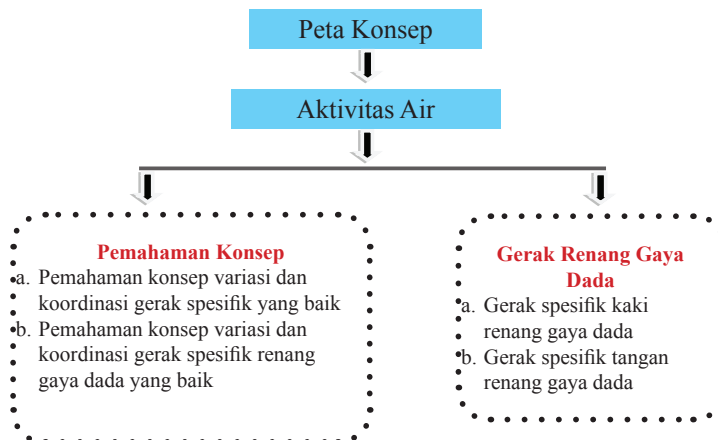 Peta Konsep
Aktivitas Air
Pemahaman Konsep
a. Pemahaman konsep variasi dan
koordinasi gerak spesifik yang baik
b. Pemahaman konsep variasi dan
koordinasi gerak spesifik renang
gaya dada yang baik
Gerak Renang Gaya
Dada
a. Gerak spesifik kaki
renang gaya dada
b. Gerak spesifik tangan
renang gaya dada